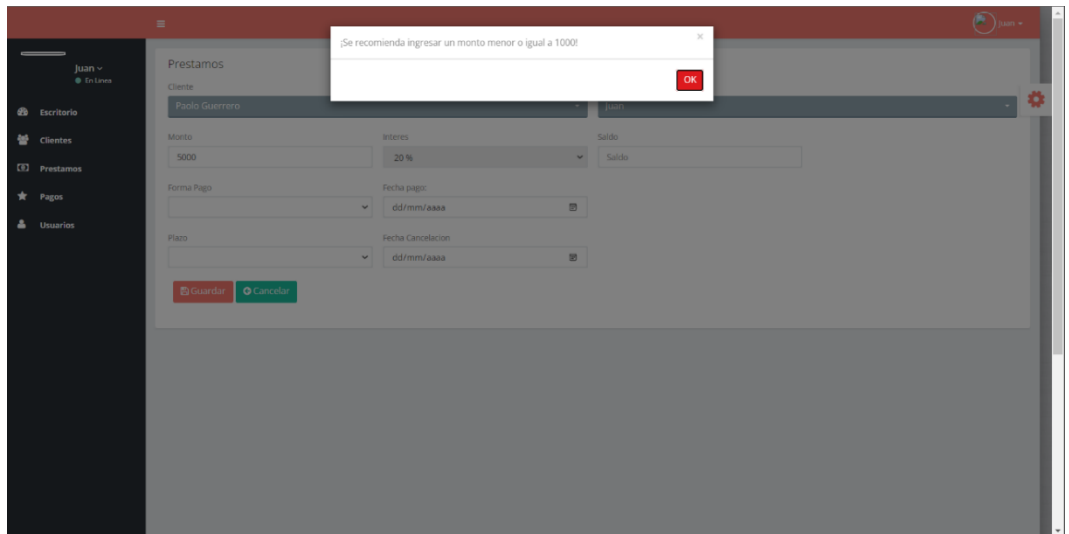 Juan
¡Se recomienda ingresar un monto menor o igual a 1000!
×
OK
Juan
En Linea
Escritorio
Clientes
Prestamos
Pagos
Usuarios
Prestamos
Cliente
Paolo Guerrero
Juan
Monto
Interes
Saldo
5000
20 %
Saldo
Forma Pago
Fecha pago:
dd/mm/aaaa
Plazo
Fecha Cancelacion
dd/mm/aaaa
Guardar
Cancelar